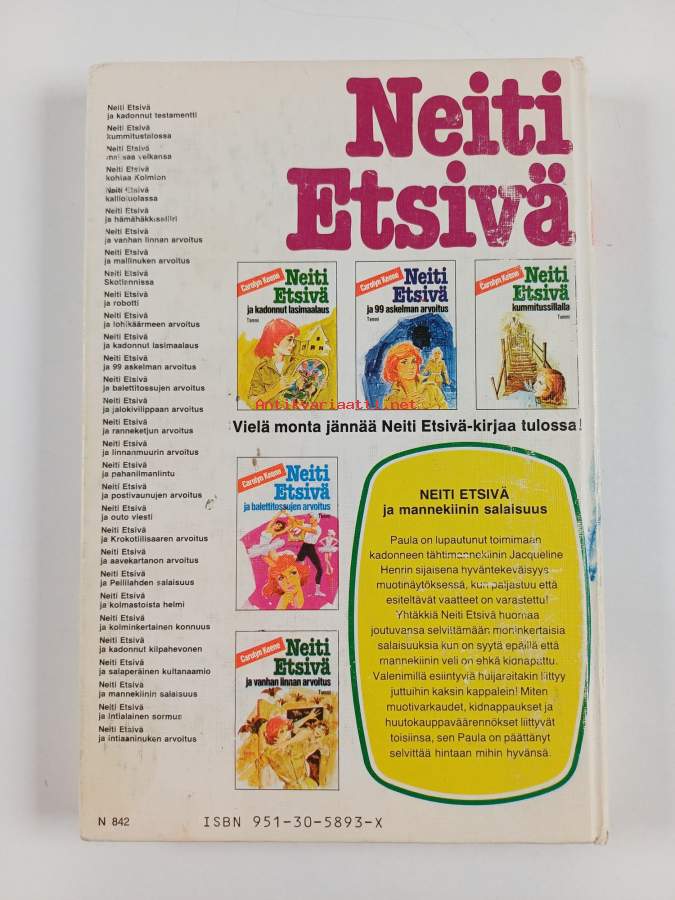 Neiti
Etsivä
Neiti Etsivä
ja kadonnut testamentti
Neiti Etsivä
kummitustalossa
Neiti Etsivä
maksaa velkansa
Neiti Etsivä
kohtaa Kolmion
Neiti Etsivä
kallioluolassa
Neiti Etsivä
ja hämähäkkisafiiri
Neiti Etsivä
ja vanhan linnan arvoitus
Neiti Etsivä
ja mallinuken arvoitus
Neiti Etsivä
Skotlannissa
Neiti Etsivä
ja robotti
Neiti Etsivä
ja lohikäärmeen arvoitus
Neiti Etsivä
ja kadonnut lasimaalaus
Neiti Etsivä
ja 99 askelman arvoitus
Neiti Etsivä
ja balettitossujen arvoitus
Neiti Etsivä
ja jalokivilippaan arvoitus
Neiti Etsivä
ja ranneketjun arvoitus
Neiti Etsivä
ja linnanmuurin arvoitus
Neiti Etsivä
ja pahanilmanlintu
Neiti Etsivä
ja postivaunujen arvoitus
Neiti Etsivä
ja outo viesti
Neiti Etsivä
ja Krokotiilisaaren arvoitus
Neiti Etsivä
ja aavekartanon arvoitus
Neiti Etsivä
ja Peililahden salaisuus
Neiti Etsivä
ja kolmastoista helmi
Neiti Etsivä
ja kolminkertainen konnuus
Neiti Etsivä
ja kadonnut kilpahevonen
Neiti Etsivä
ja salaperäinen kultanaamio
Neiti Etsivä
ja mannekiinin salaisuus
Neiti Etsivä
ja intialainen sormus
Neiti Etsivä
ja intiaaninuken arvoitus
Carolyn Keene
Neiti
Etsivä
ja kadonnut lasimaalaus
Tammi
Carolyn Keene
Neiti
Etsivä
ja 99 askelman arvoitus
Tammi
Carolyn Keene
Neiti
Etsivä
kummitussillalla
Tammi
Antikvariaatti.net
Vielä monta jännää Neiti Etsivä-kirjaa tulossa!
Carolyn Keene
Neiti
Etsivä
ja balettitossujen arvoitus
Tammi
Carolyn Keene
Neiti
Etsivä
ja vanhan linnan arvoitus
Tammi
NEITI ETSIVÄ
ja mannekiinin salaisuus
Paula on lupautunut toimimaan
kadonneen tähtimannekiinin Jacqueline
Henrin sijaisena hyväntekeväisyys
muotinäytöksessä, kun paljastuu että
esiteltävät vaatteet on varastettu!
Yhtäkkiä Neiti Etsivä huomaa
joutuvansa selvittämään moninkertaisia
salaisuuksia kun on syytä epäillä että
mannekiinin veli on ehkä kidnapattu.
Valenimillä esiintyviä huijareitakin liittyy
juttuihin kaksin kappalein! Miten
muotivarkaudet, kidnappaukset ja
huutokauppaväärennökset liittyvät
toisiinsa, sen Paula on päättänyt
selvittää hintaan mihin hyvänsä.
N 842
ISBN 951-30-5893-X